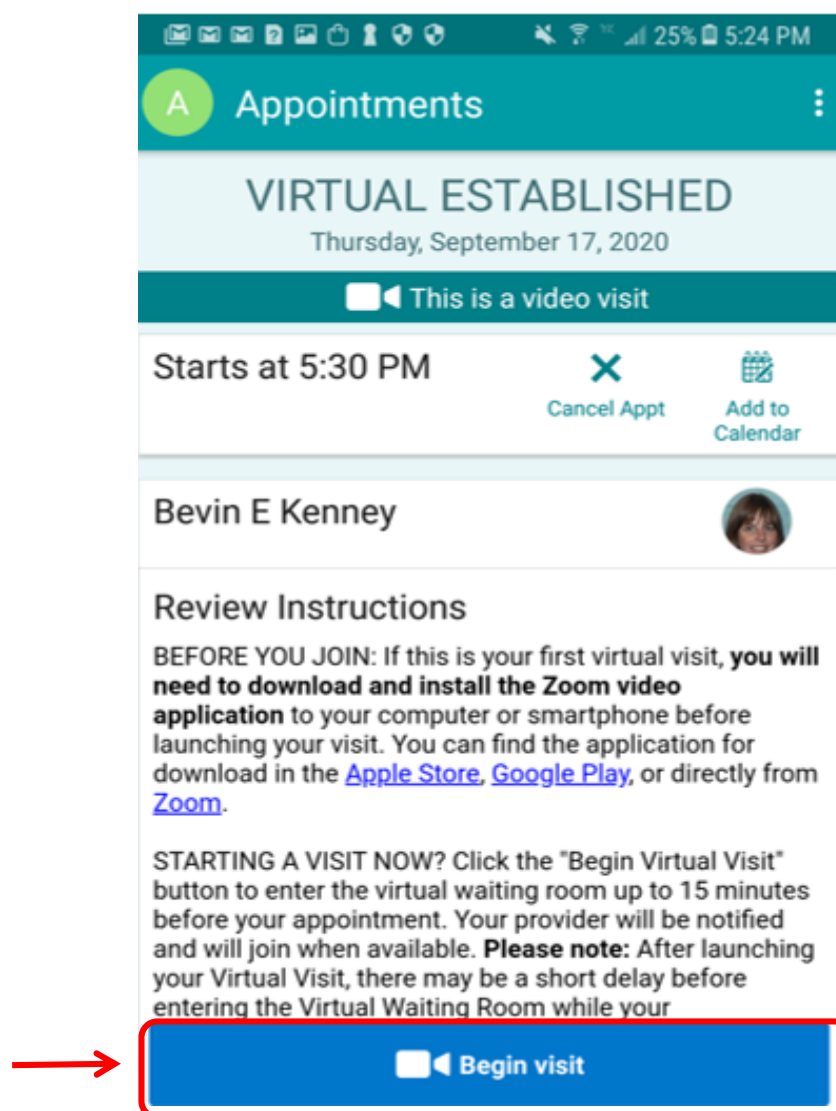 25% 5:24 PM
A Appointments
VIRTUAL ESTABLISHED
Thursday, September 17, 2020
This is a video visit
Starts at 5:30 PM
Cancel Appt
Add to
Calendar
Bevin E Kenney
Review Instructions
BEFORE YOU JOIN: If this is your first virtual visit, you will
need to download and install the Zoom video
application to your computer or smartphone before
launching your visit. You can find the application for
download in the Apple Store, Google Play, or directly from
Zoom.
STARTING A VISIT NOW? Click the "Begin Virtual Visit"
button to enter the virtual waiting room up to 15 minutes
before your appointment. Your provider will be notified
and will join when available. Please note: After launching
your Virtual Visit, there may be a short delay before
entering the Virtual Waiting Room while your
Begin visit